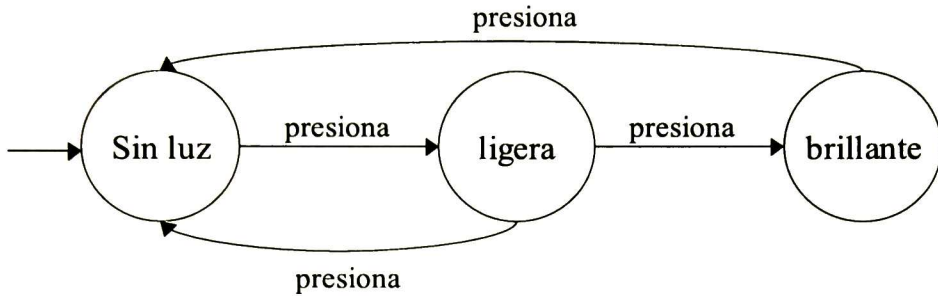 presiona
Sin luz
presiona
ligera
presiona
brillante
presiona